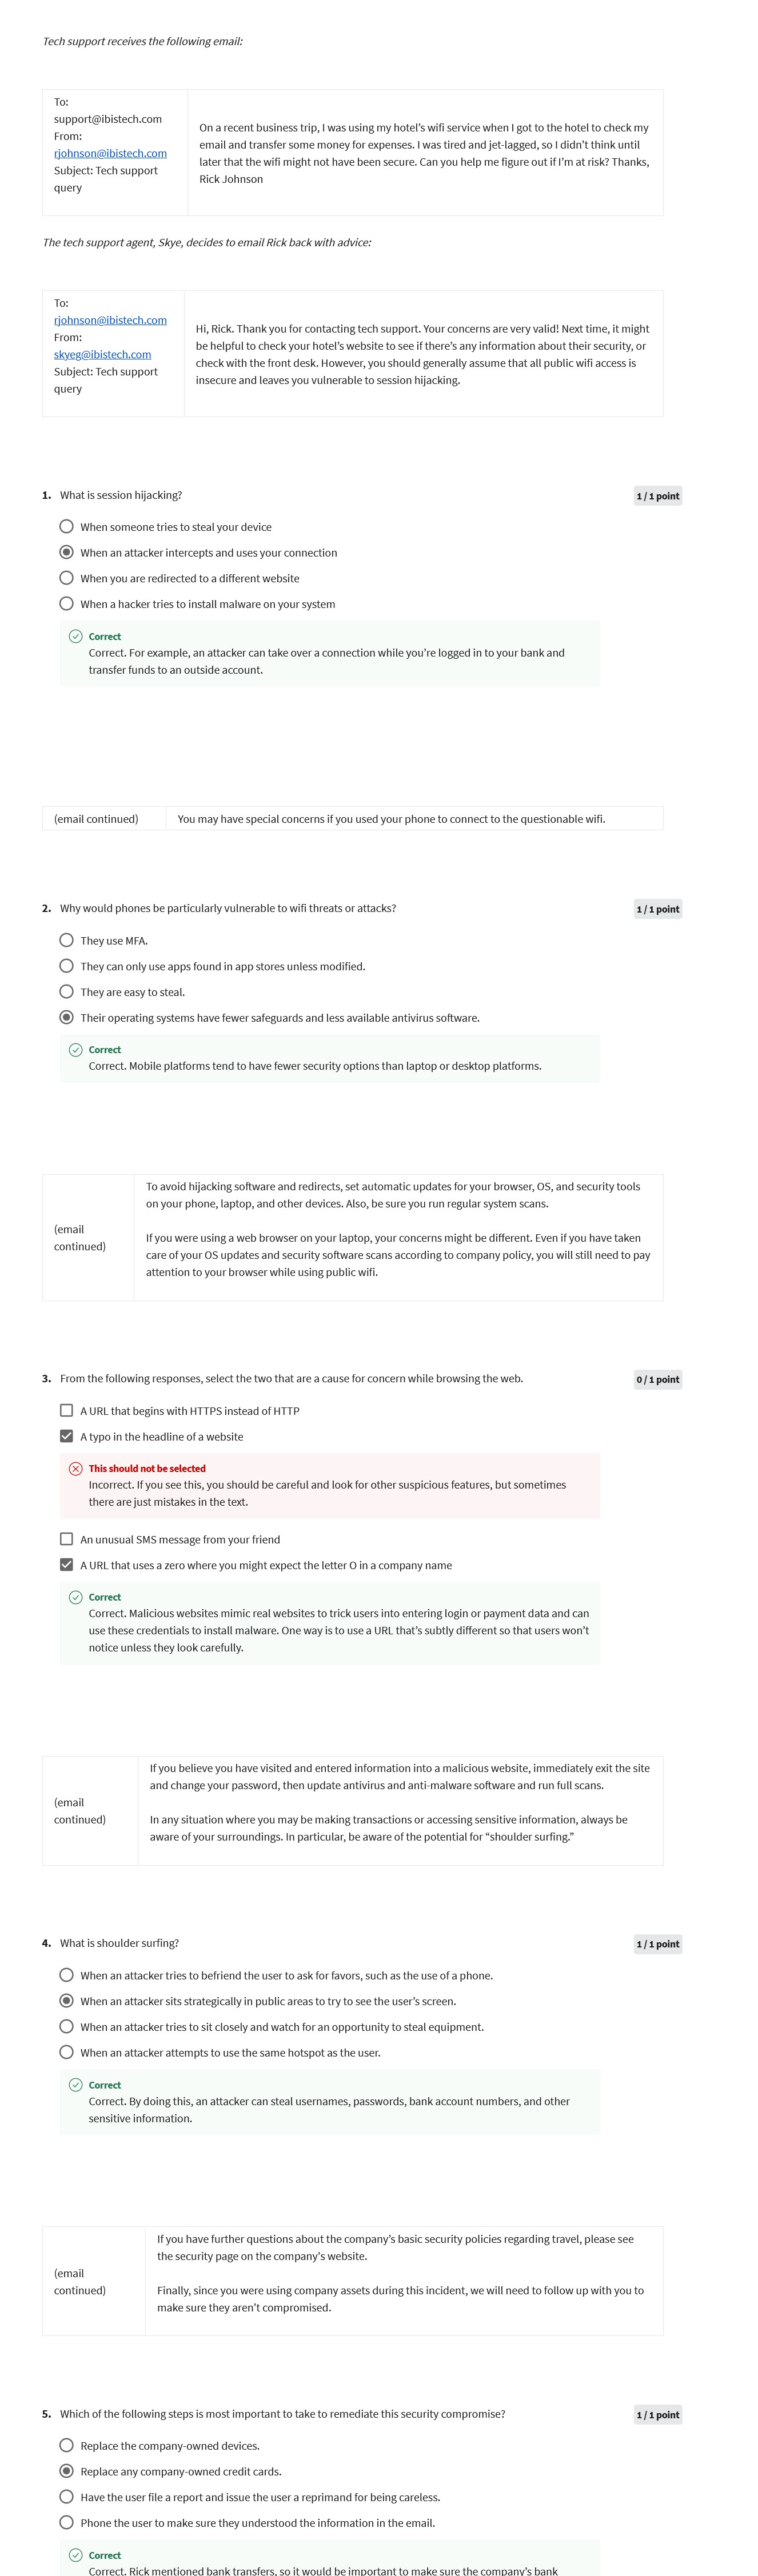 Tech support receives the following email:
To:
support@ibistech.com
From:
rjohnson@ibistech.com
Subject: Tech support
query
On a recent business trip, I was using my hotel’s wifi service when I got to the hotel to check my
email and transfer some money for expenses. I was tired and jet-lagged, so I didn’t think until
later that the wifi might not have been secure. Can you help me figure out if I’m at risk? Thanks,
Rick Johnson
The tech support agent, Skye, decides to email Rick back with advice:
To:
rjohnson@ibistech.com
From:
skyeg@ibistech.com
Subject: Tech support
query
Hi, Rick. Thank you for contacting tech support. Your concerns are very valid! Next time, it might
be helpful to check your hotel’s website to see if there’s any information about their security, or
check with the front desk. However, you should generally assume that all public wifi access is
insecure and leaves you vulnerable to session hijacking.
1. What is session hijacking?
1 / 1 point
When someone tries to steal your device
When an attacker intercepts and uses your connection
When you are redirected to a different website
When a hacker tries to install malware on your system
Correct
Correct. For example, an attacker can take over a connection while you’re logged in to your bank and
transfer funds to an outside account.
(email continued)
You may have special concerns if you used your phone to connect to the questionable wifi.
2. Why would phones be particularly vulnerable to wifi threats or attacks?
1 / 1 point
They use MFA.
They can only use apps found in app stores unless modified.
They are easy to steal.
Their operating systems have fewer safeguards and less available antivirus software.
Correct
Correct. Mobile platforms tend to have fewer security options than laptop or desktop platforms.
(email
continued)
To avoid hijacking software and redirects, set automatic updates for your browser, OS, and security tools
on your phone, laptop, and other devices. Also, be sure you run regular system scans.
If you were using a web browser on your laptop, your concerns might be different. Even if you have taken
care of your OS updates and security software scans according to company policy, you will still need to pay
attention to your browser while using public wifi.
3. From the following responses, select the two that are a cause for concern while browsing the web.
0 / 1 point
A URL that begins with HTTPS instead of HTTP
A typo in the headline of a website
This should not be selected
Incorrect. If you see this, you should be careful and look for other suspicious features, but sometimes
there are just mistakes in the text.
An unusual SMS message from your friend
A URL that uses a zero where you might expect the letter O in a company name
Correct
Correct. Malicious websites mimic real websites to trick users into entering login or payment data and can
use these credentials to install malware. One way is to use a URL that’s subtly different so that users won’t
notice unless they look carefully.
(email
continued)
If you believe you have visited and entered information into a malicious website, immediately exit the site
and change your password, then update antivirus and anti-malware software and run full scans.
In any situation where you may be making transactions or accessing sensitive information, always be
aware of your surroundings. In particular, be aware of the potential for “shoulder surfing.”
4. What is shoulder surfing?
1 / 1 point
When an attacker tries to befriend the user to ask for favors, such as the use of a phone.
When an attacker sits strategically in public areas to try to see the user’s screen.
When an attacker tries to sit closely and watch for an opportunity to steal equipment.
When an attacker attempts to use the same hotspot as the user.
Correct
Correct. By doing this, an attacker can steal usernames, passwords, bank account numbers, and other
sensitive information.
(email
continued)
If you have further questions about the company’s basic security policies regarding travel, please see
the security page on the company’s website.
Finally, since you were using company assets during this incident, we will need to follow up with you to
make sure they aren’t compromised.
5. Which of the following steps is most important to take to remediate this security compromise?
1 / 1 point
Replace the company-owned devices.
Replace any company-owned credit cards.
Have the user file a report and issue the user a reprimand for being careless.
Phone the user to make sure they understood the information in the email.
Correct
Correct. Rick mentioned bank transfers, so it would be important to make sure the company’s bank